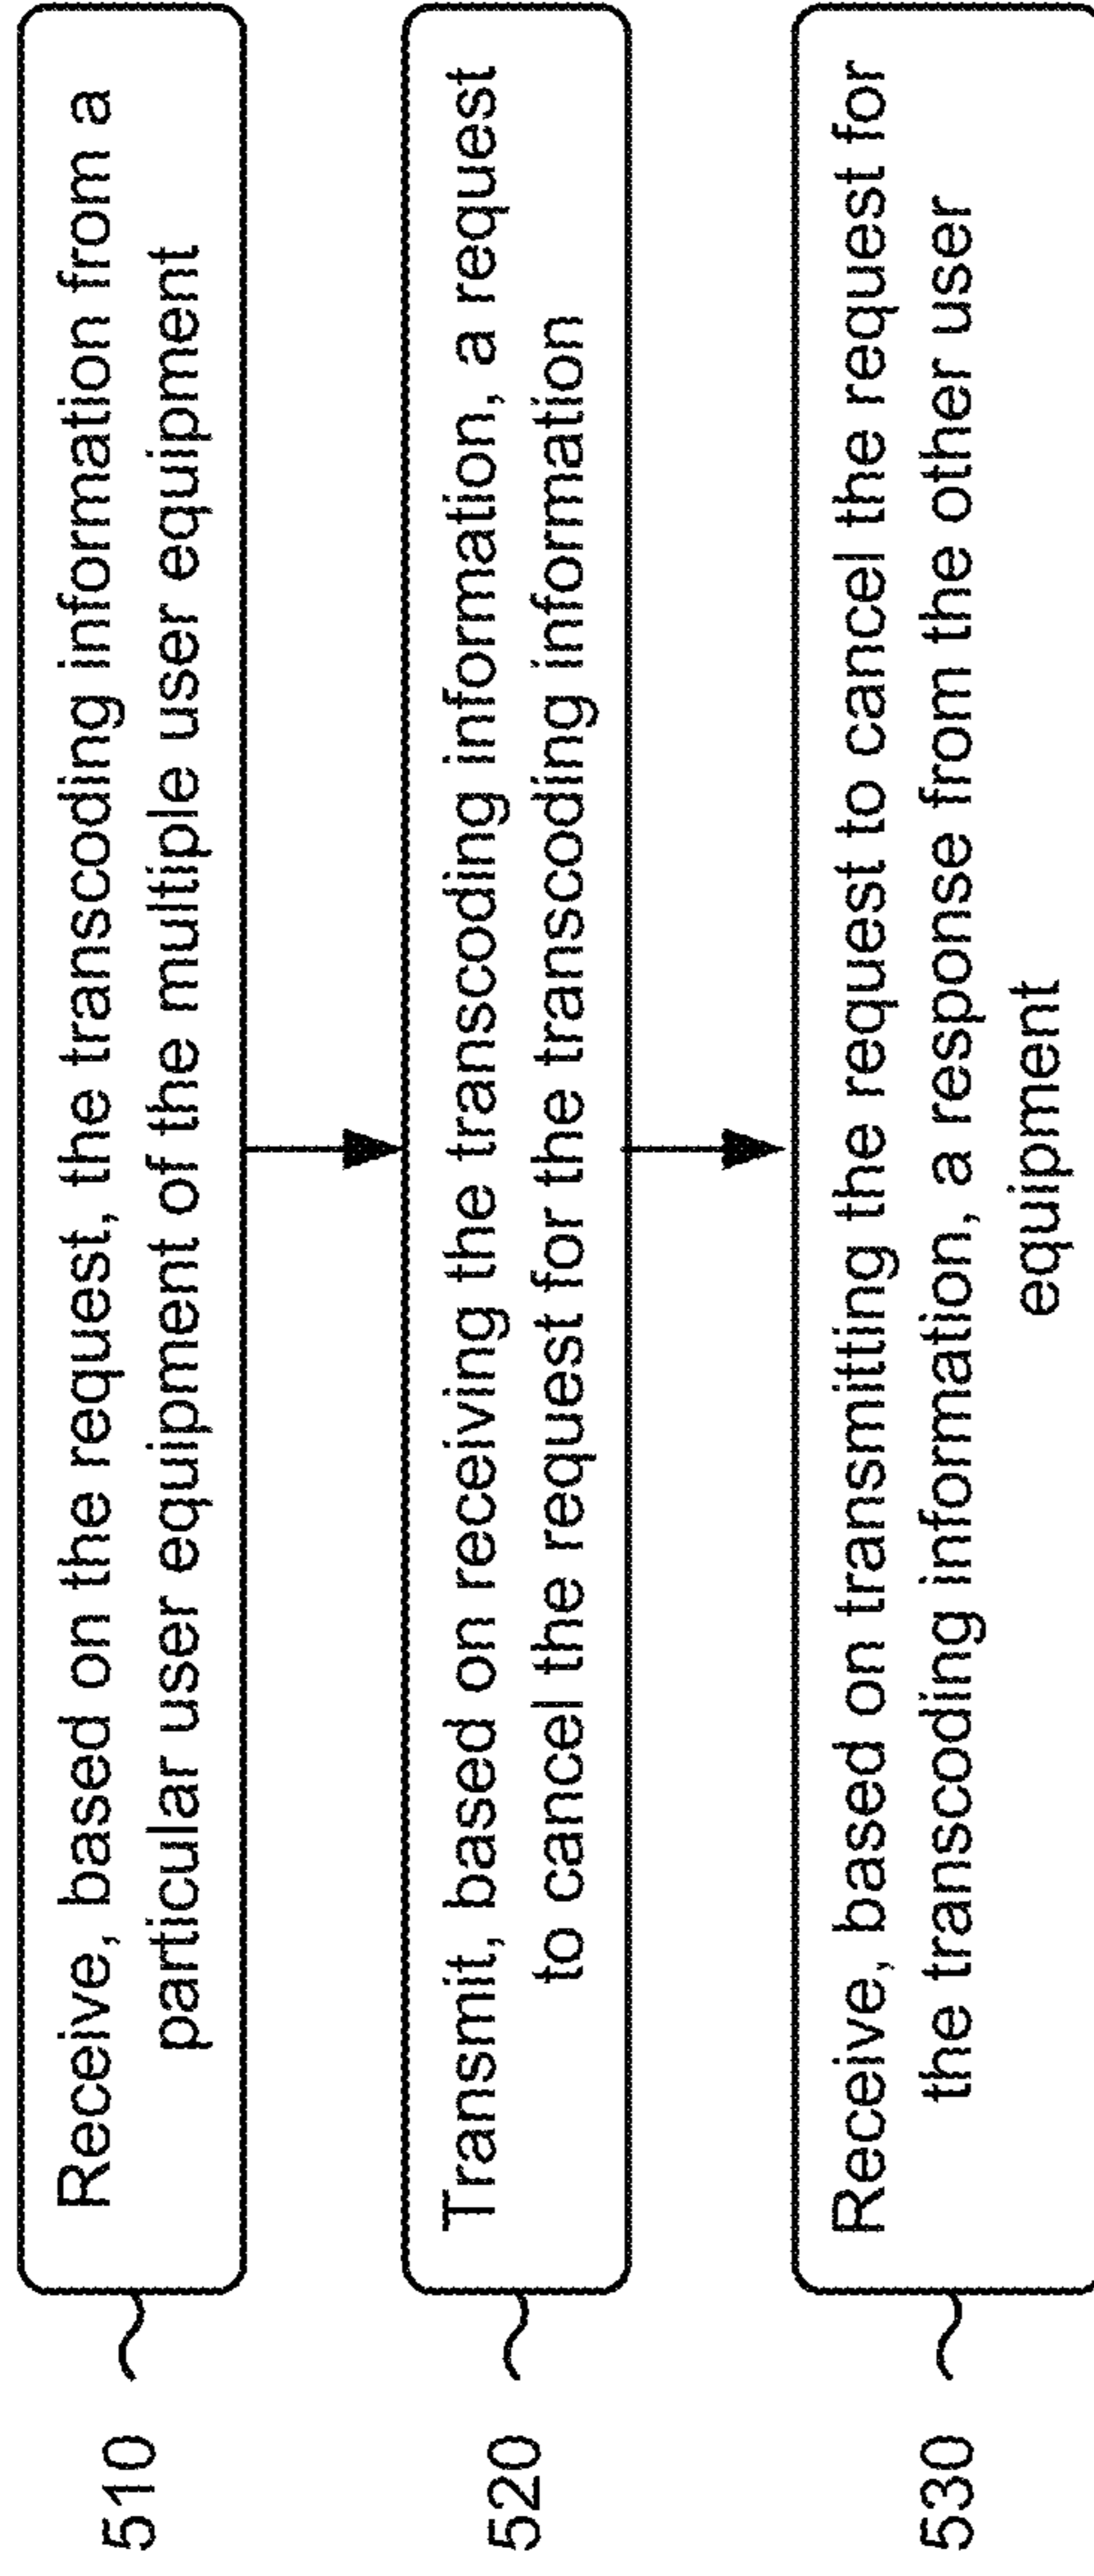 510
Receive, based on the request, the transcoding information from a
particular user equipment of the multiple user equipment
520
Transmit, based on receiving the transcoding information, a request
to cancel the request for the transcoding information
530
Receive, based on transmitting the request to cancel the request for
the transcoding information, a response from the other user
equipment